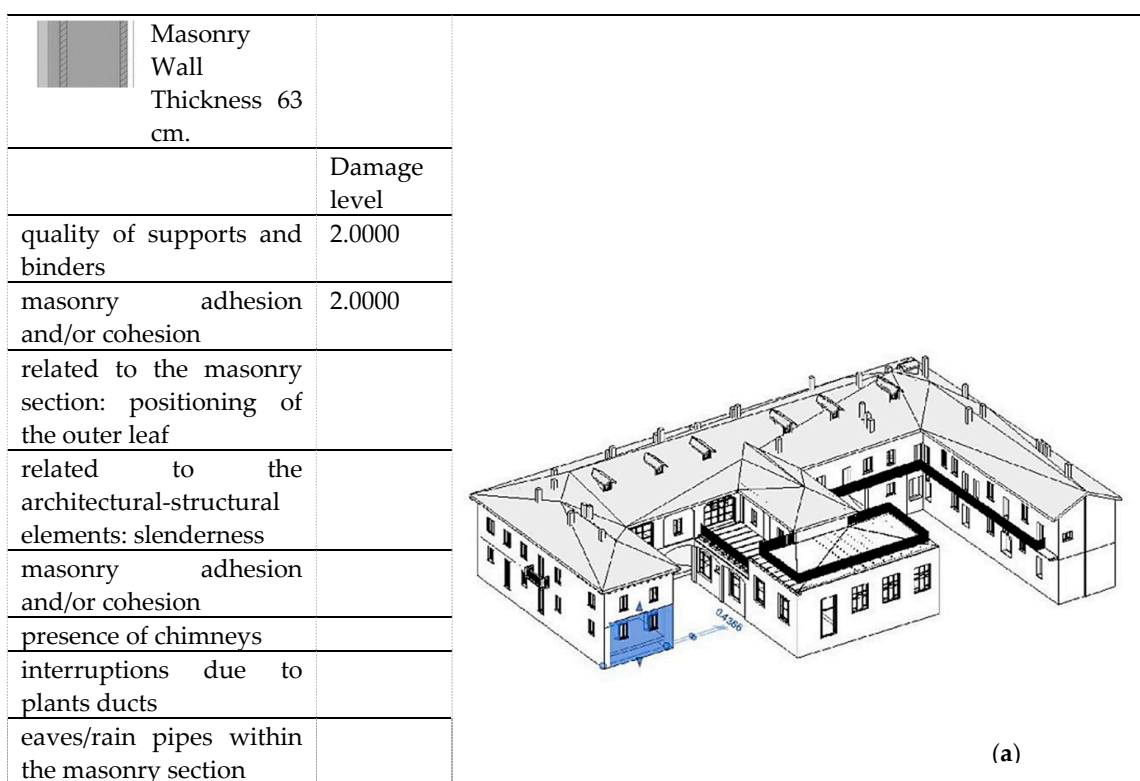 Masonry
Wall
Thickness 63
cm.
Damage
level
quality of supports and
binders
2.0000
masonry adhesion
and/or cohesion
2.0000
related to the masonry
section: positioning of
the outer leaf
related to the
architectural-structural
elements: slenderness
masonry adhesion
and/or cohesion
presence of chimneys
interruptions due to
plants ducts
eaves/rain pipes within
the masonry section
0.4366
(a)